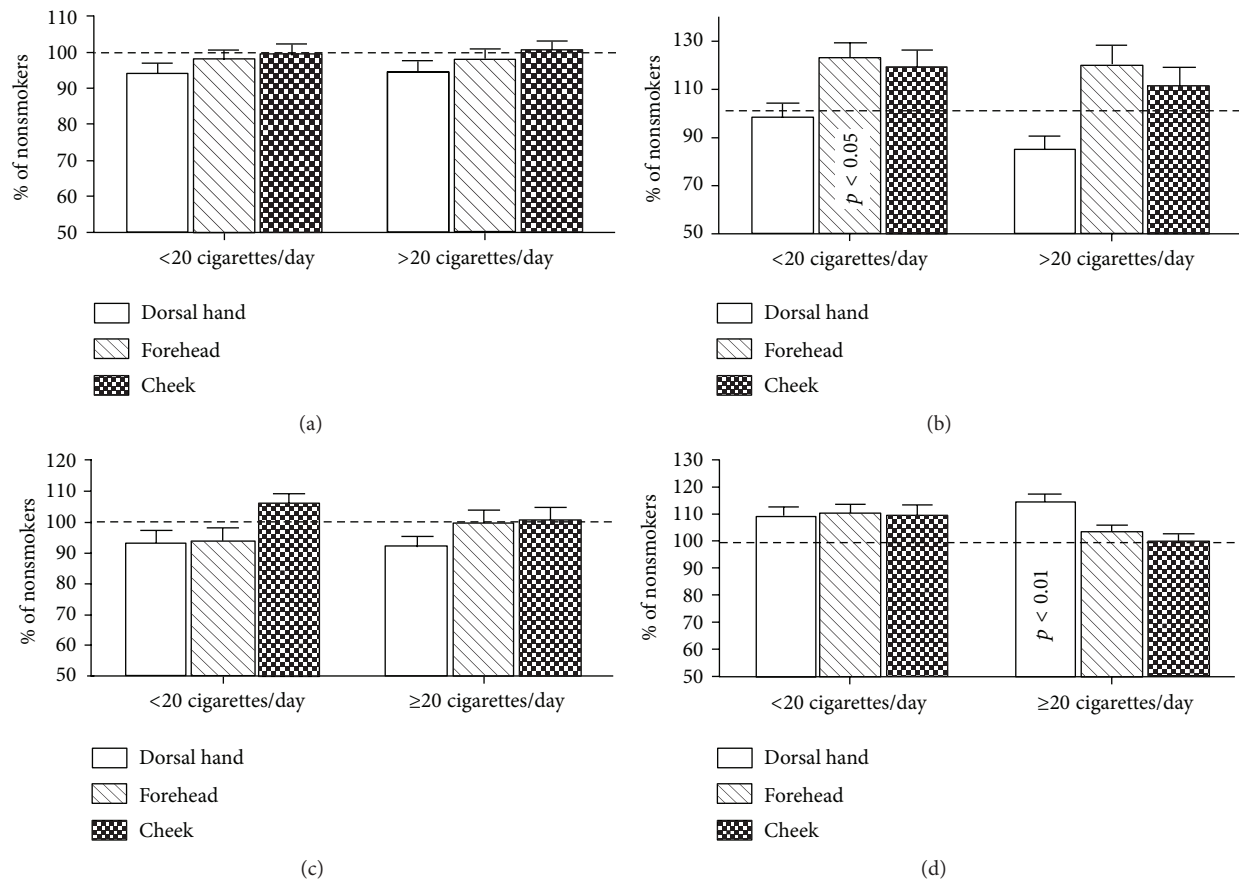 110
100
90
80
70
60
50
% of nonsmokers
<20 cigarettes/day
>20 cigarettes/day
Dorsal hand
Forehead
Cheek
(a)
130
110
90
70
50
% of nonsmokers
p < 0.05
<20 cigarettes/day
>20 cigarettes/day
Dorsal hand
Forehead
Cheek
(b)
120
110
100
90
80
70
60
50
% of nonsmokers
<20 cigarettes/day
≥20 cigarettes/day
Dorsal hand
Forehead
Cheek
(c)
130
120
110
100
90
80
70
60
50
% of nonsmokers
p < 0.01
<20 cigarettes/day
≥20 cigarettes/day
Dorsal hand
Forehead
Cheek
(d)